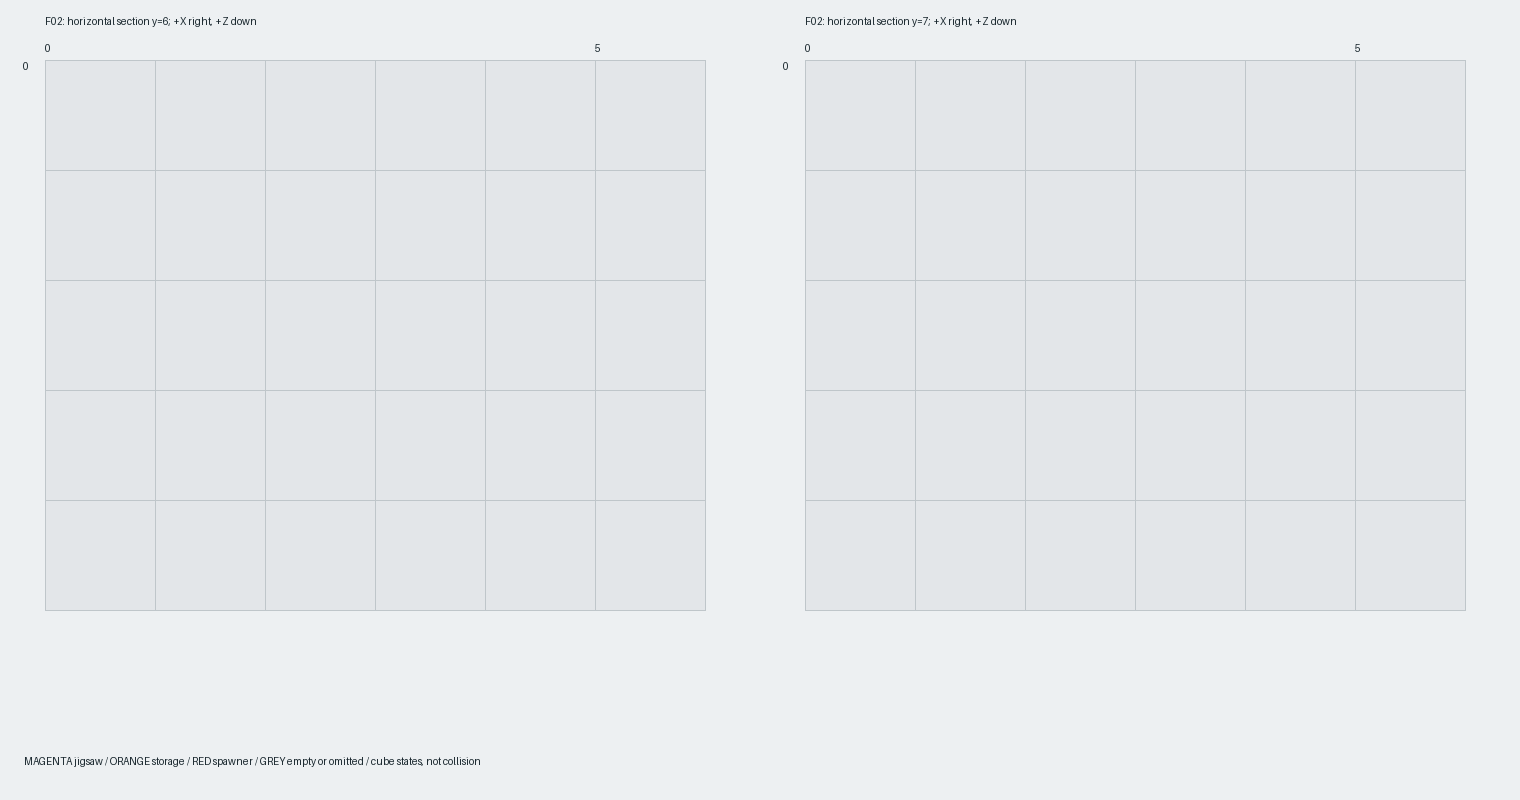 F02: horizontal section y=6; +X right, +Z down
F02: horizontal section y=7; +X right, +Z down
0 5
0 5
0
0
MAGENTA jigsaw / ORANGE storage / RED spawner / GREY empty or omitted / cube states, not collision